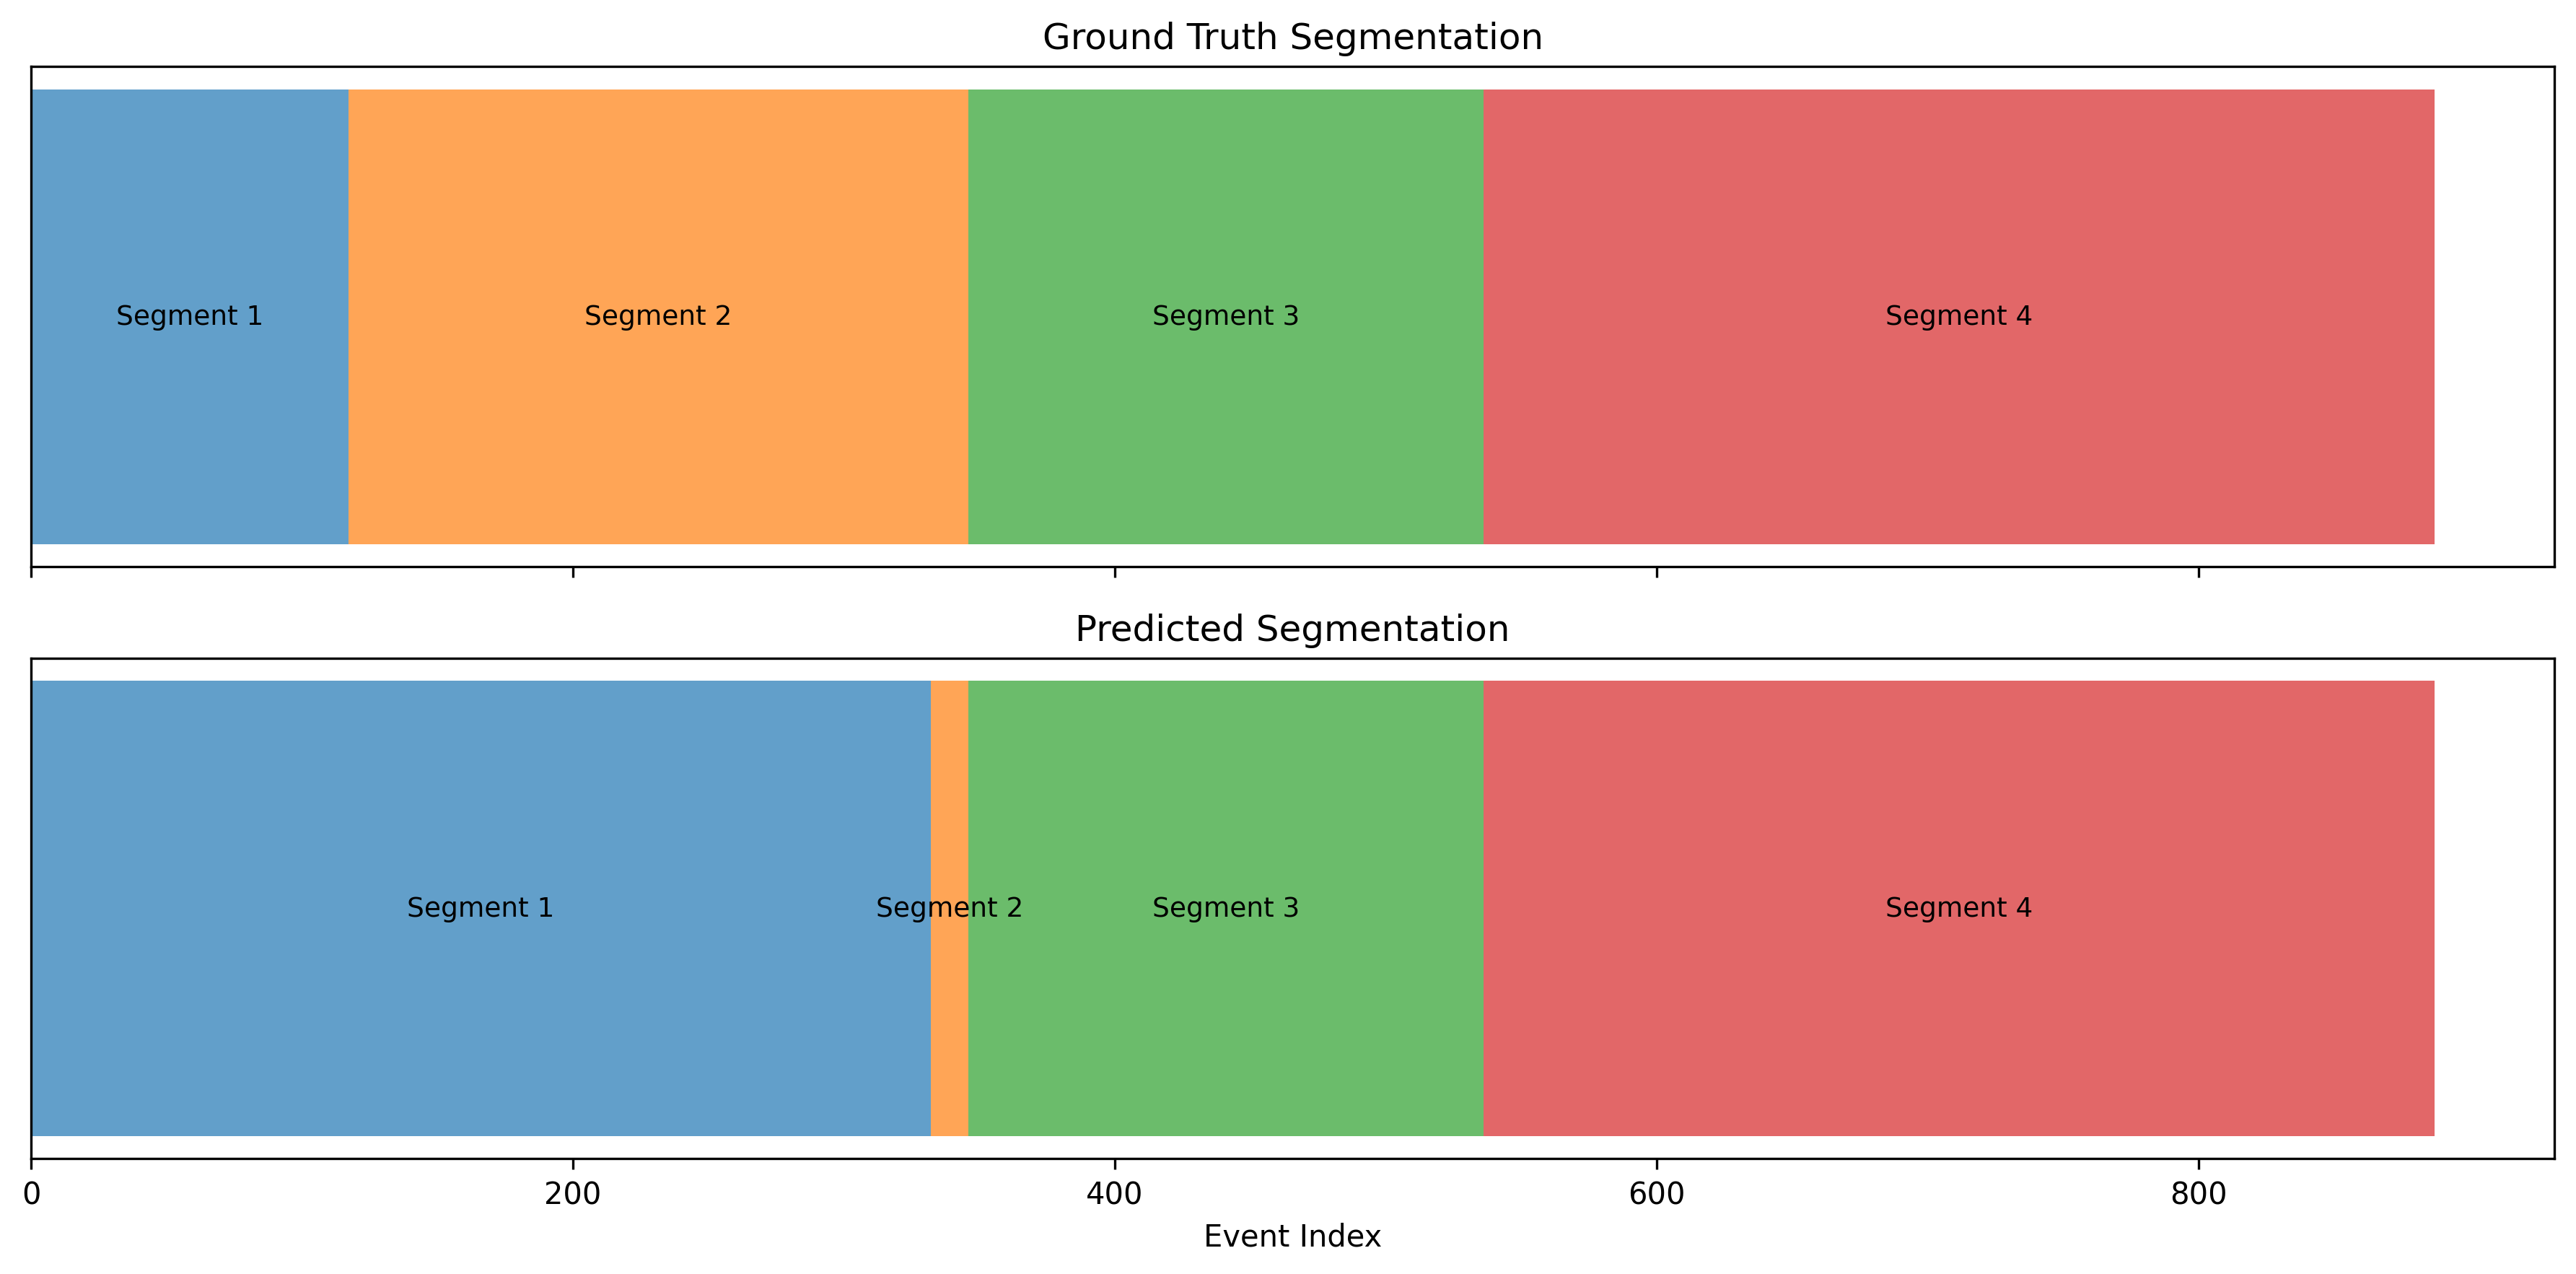 Ground Truth Segmentation
Segment 1 Segment 2 Segment 3 Segment 4
Predicted Segmentation
Segment 1 Segment 2 Segment 3 Segment 4
0 200 400 600 800
Event Index